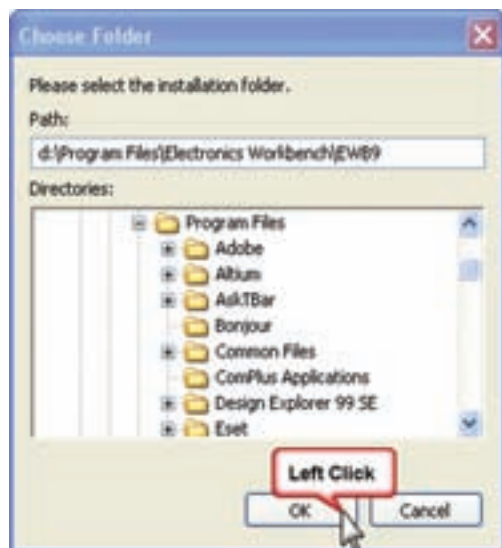 Choose Folder
Please select the installation folder.
Path:
d:\Program Files\Electronics Workbench\EWB9
Directories:
Program Files
Adobe
Altium
AskTBar
Bonjour
Common Files
ComPlus Applications
Design Explorer 99 SE
Eset
Left Click
OK Cancel